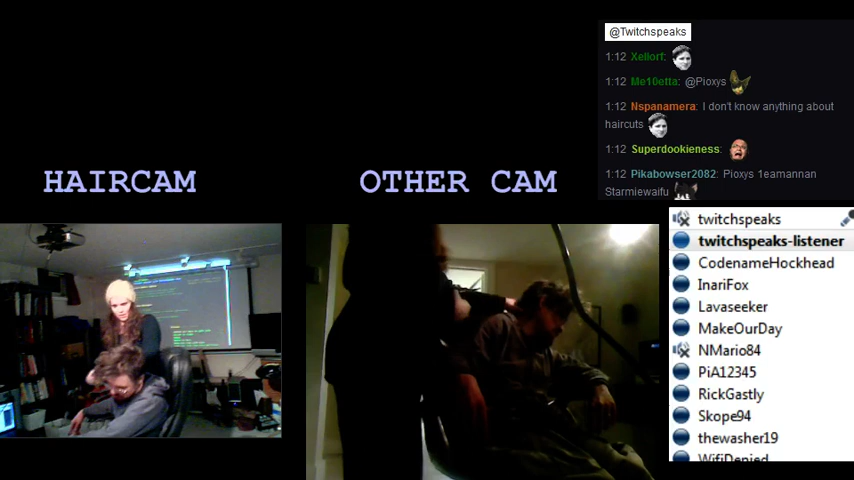 @Twitchspeaks
1:12 Xellorf:
1:12 Me10etta: @Pioxys
1:12 Nspanamera: I don't know anything about
haircuts
1:12 Superdookieness:
1:12 Pikabowser2082: Pioxys 1eamannan
Starmiewaifu
HAIRCAM
OTHER CAM
twitchspeaks
twitchspeaks-listener
CodenameHockhead
InariFox
Lavaseeker
MakeOurDay
NMario84
PiA12345
RickGastly
Skope94
thewasher19
WifiDenied